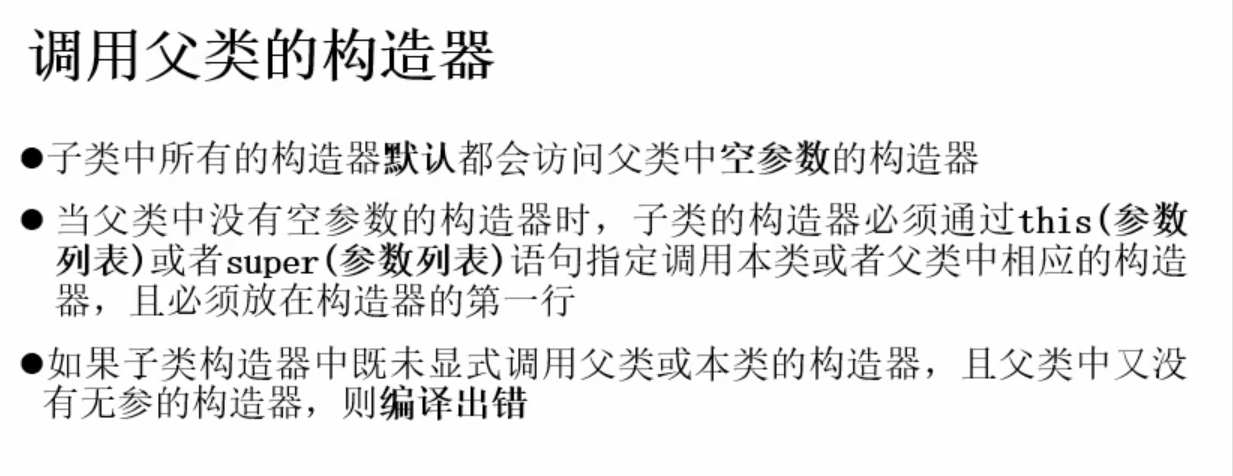 调用父类的构造器
●子类中所有的构造器默认都会访问父类中空参数的构造器
● 当父类中没有空参数的构造器时，子类的构造器必须通过this(参数
列表)或者super(参数列表)语句指定调用本类或者父类中相应的构造
器，且必须放在构造器的第一行
●如果子类构造器中既未显式调用父类或本类的构造器，且父类中又没
有无参的构造器，则编译出错